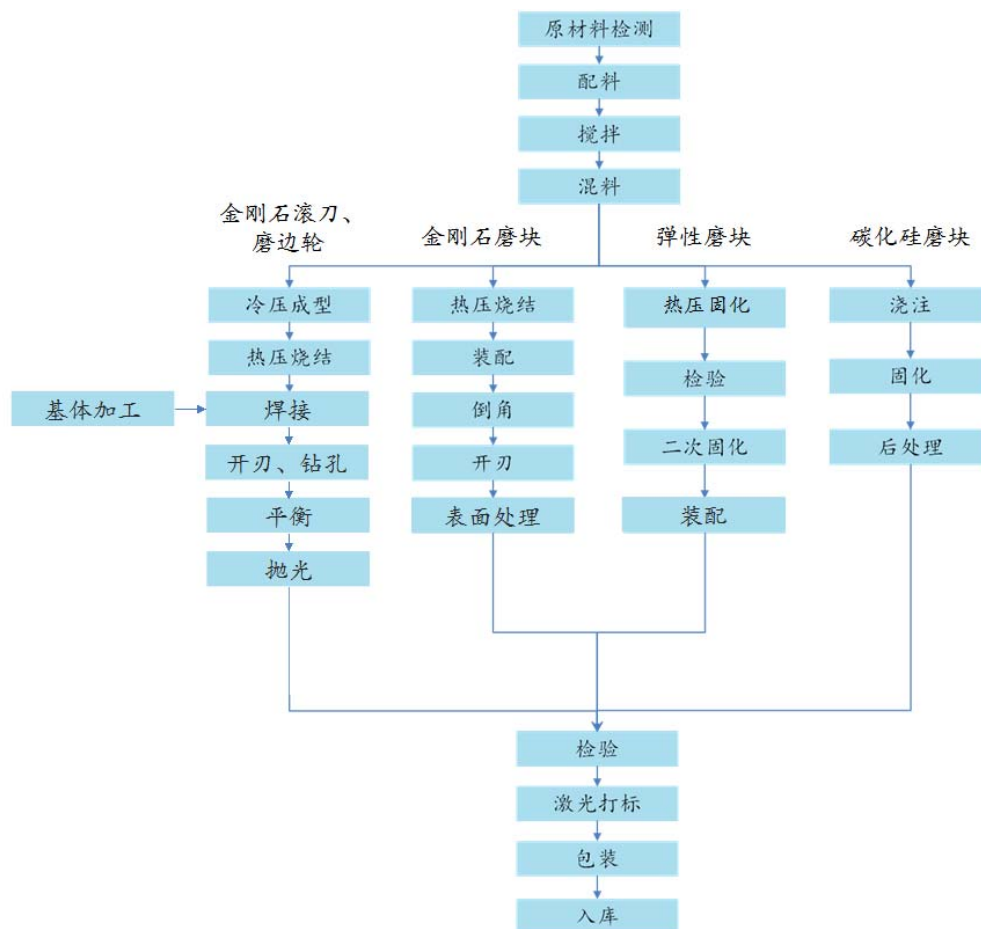 原材料检测
配料
搅拌
混料
金刚石滚刀、
磨边轮
金刚石磨块
弹性磨块
碳化硅磨块
冷压成型
热压烧结
基体加工
焊接
开刃、钻孔
平衡
抛光
热压烧结
装配
倒角
开刃
表面处理
热压固化
检验
二次固化
装配
浇注
固化
后处理
检验
激光打标
包装
入库